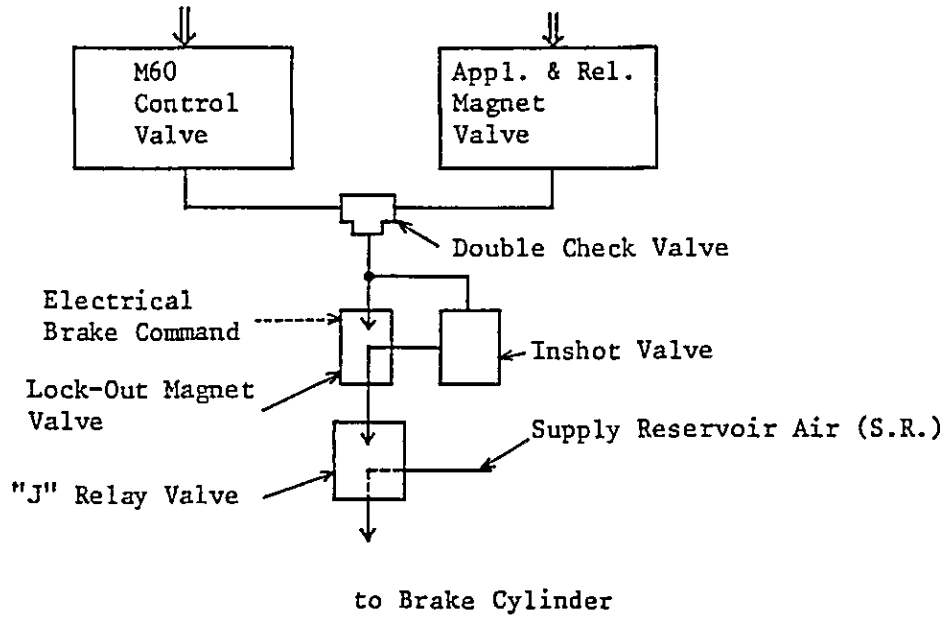 M60
Control
Valve
Appl. & Rel.
Magnet
Valve
Double Check Valve
Electrical
Brake Command
Inshot Valve
Lock-Out Magnet
Valve
Supply Reservoir Air (S.R.)
"J" Relay Valve
to Brake Cylinder